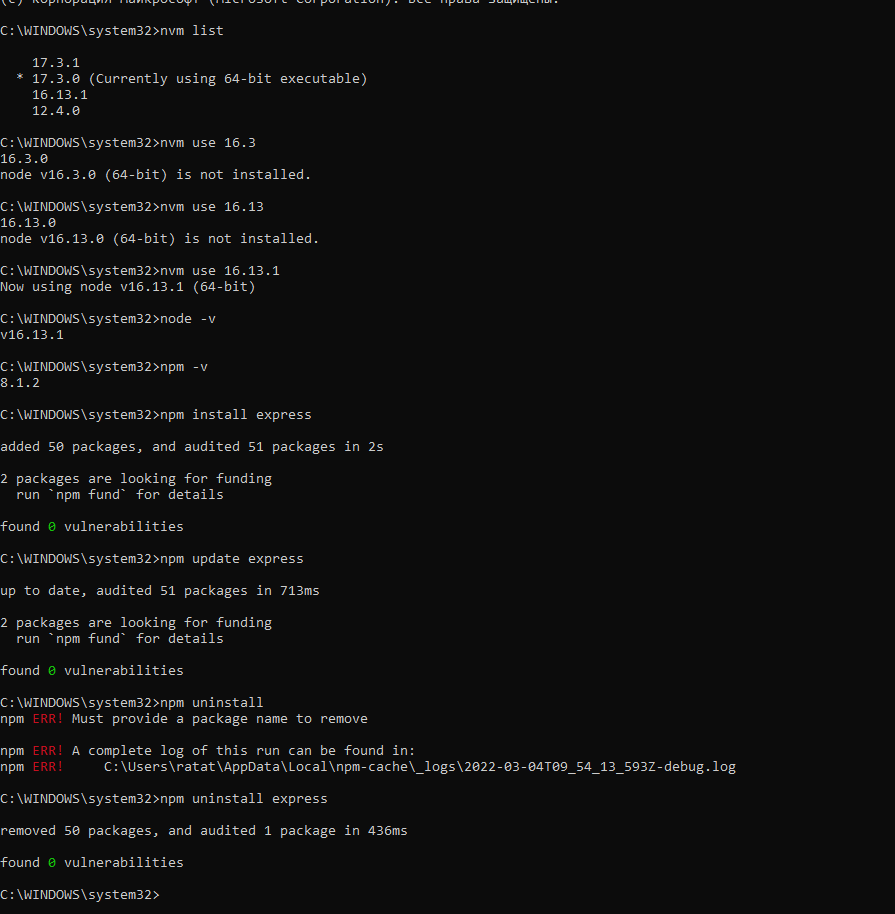 (c) Корпорация Майкрософт (Microsoft Corporation). Все права защищены.
C:\WINDOWS\system32>nvm list
17.3.1
* 17.3.0 (Currently using 64-bit executable)
16.13.1
12.4.0
C:\WINDOWS\system32>nvm use 16.3
16.3.0
node v16.3.0 (64-bit) is not installed.
C:\WINDOWS\system32>nvm use 16.13
16.13.0
node v16.13.0 (64-bit) is not installed.
C:\WINDOWS\system32>nvm use 16.13.1
Now using node v16.13.1 (64-bit)
C:\WINDOWS\system32>node -v
v16.13.1
C:\WINDOWS\system32>npm -v
8.1.2
C:\WINDOWS\system32>npm install express
added 50 packages, and audited 51 packages in 2s
2 packages are looking for funding
run `npm fund` for details
found 0 vulnerabilities
C:\WINDOWS\system32>npm update express
up to date, audited 51 packages in 713ms
2 packages are looking for funding
run `npm fund` for details
found 0 vulnerabilities
C:\WINDOWS\system32>npm uninstall
npm ERR! Must provide a package name to remove
npm ERR! A complete log of this run can be found in:
npm ERR! C:\Users\ratat\AppData\Local\npm-cache\_logs\2022-03-04T09_54_13_593Z-debug.log
C:\WINDOWS\system32>npm uninstall express
removed 50 packages, and audited 1 package in 436ms
found 0 vulnerabilities
C:\WINDOWS\system32>